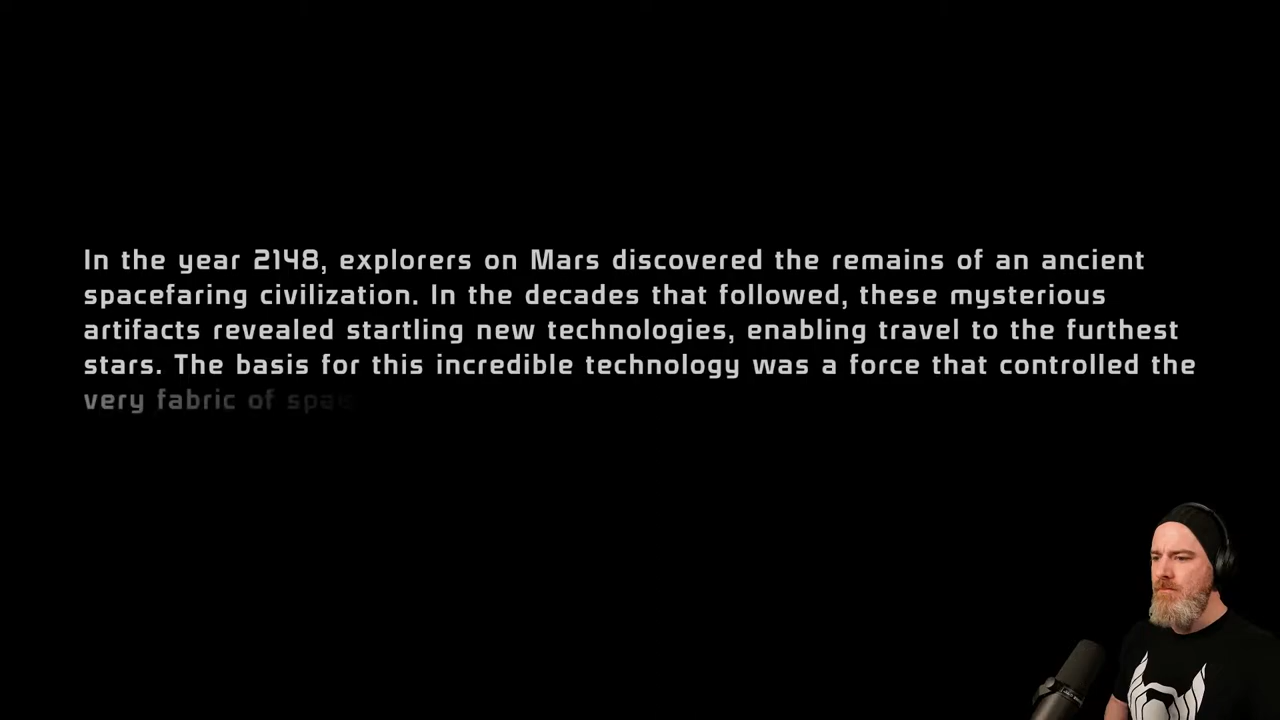 In the year 2148, explorers on Mars discovered the remains of an ancient
spacefaring civilization. In the decades that followed, these mysterious
artifacts revealed startling new technologies, enabling travel to the furthest
stars. The basis for this incredible technology was a force that controlled the
very fabric of